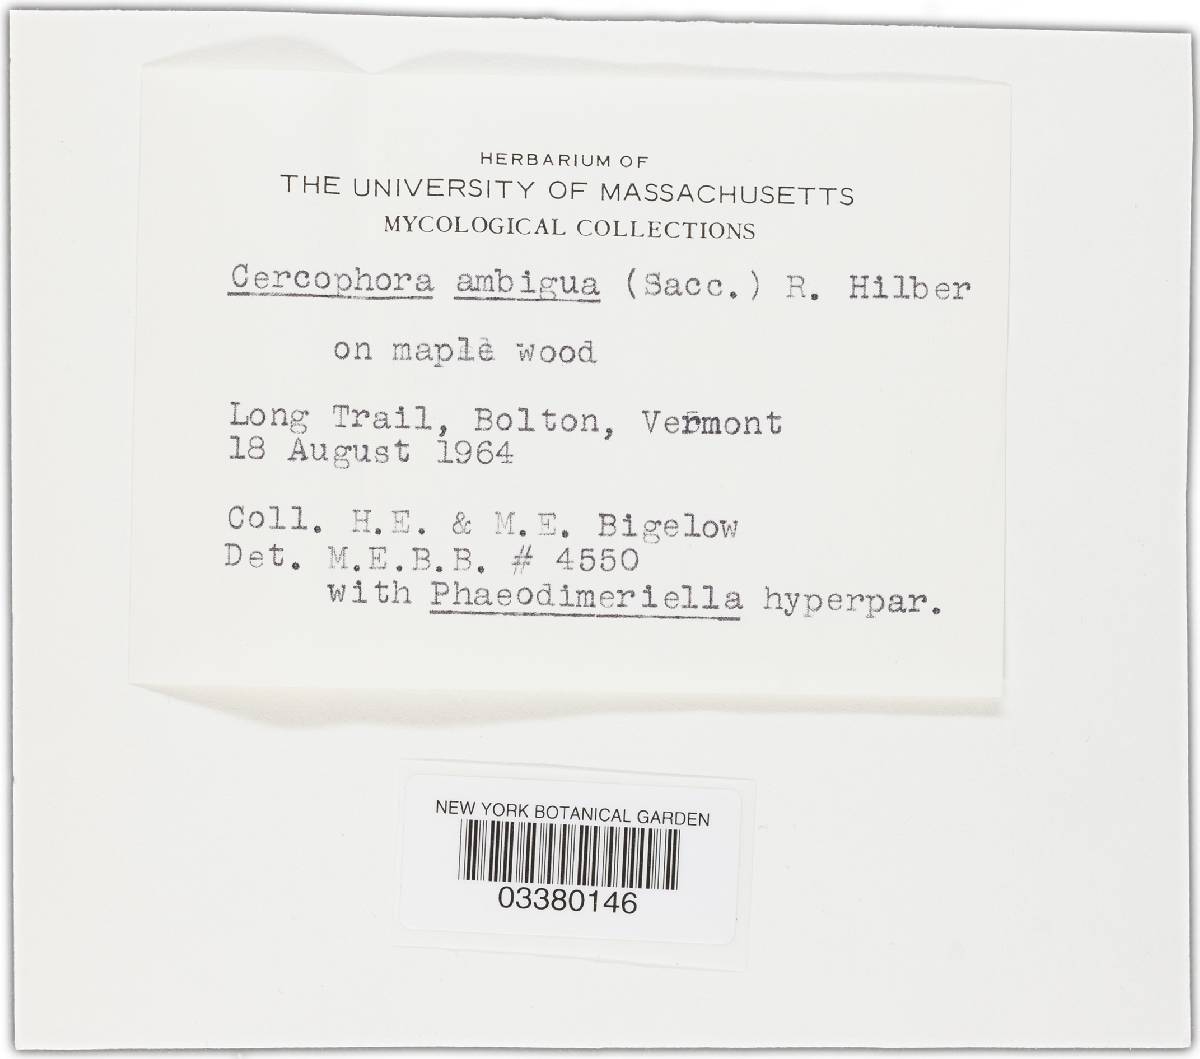 HERBARIUM OF
THE UNIVERSITY OF MASSACHUSETTS
MYCOLOGICAL COLLECTIONS
Cercophora ambigua (Sacc.) R. Hilber
on maple wood
Long Trail, Bolton, Vermont
18 August 1964
Coll. H.E. & M.E. Bigelow
Det. M.E.B.B. # 4550
with Phaeodimeriella hyperpar.
NEW YORK BOTANICAL GARDEN
03380146